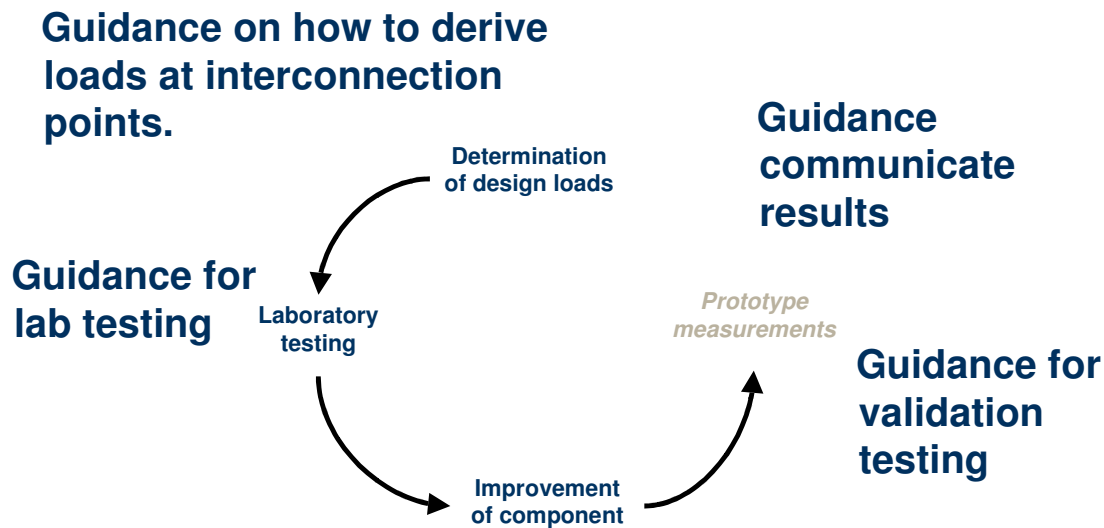 Guidance on how to derive
loads at interconnection
points.
Guidance
communicate
results
Determination
of design loads
Guidance for
lab testing
Laboratory
testing
Prototype
measurements
Guidance for
validation
testing
Improvement
of component